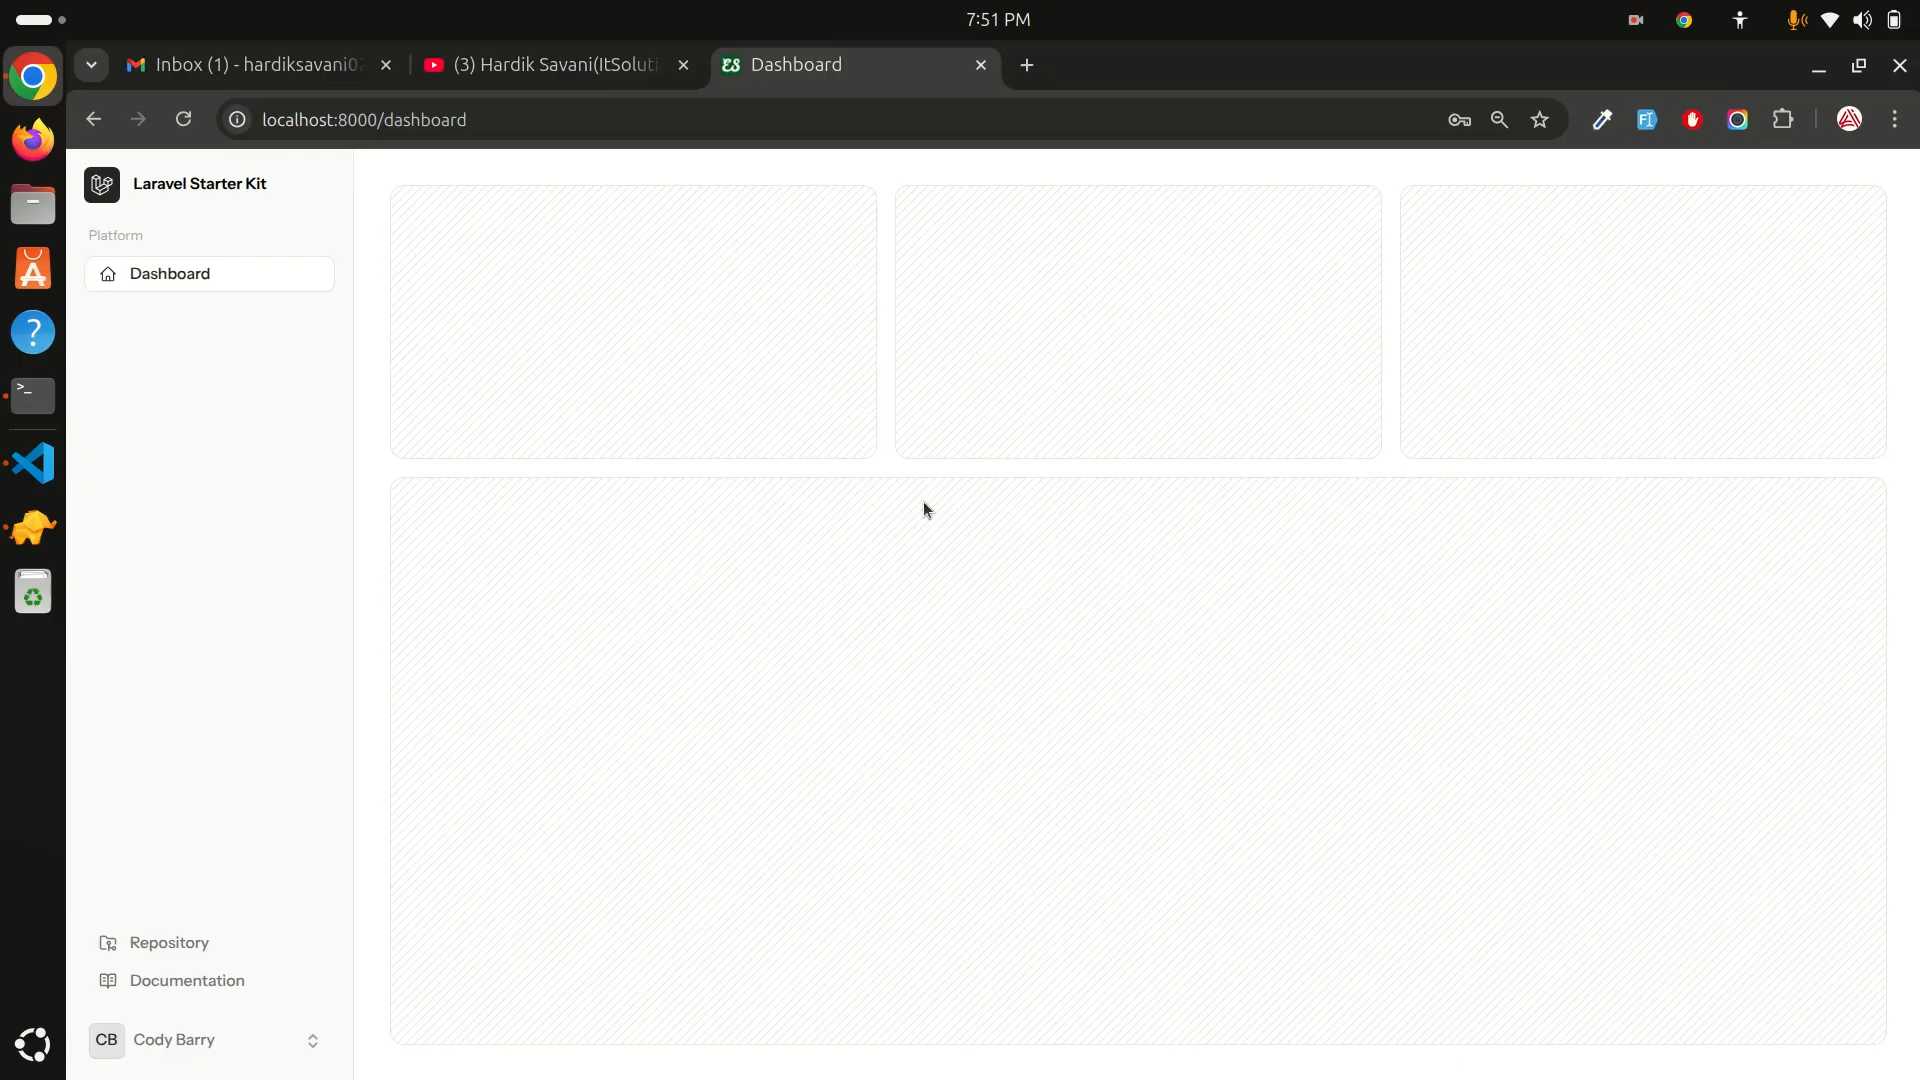 7:51 PM
Inbox (1) - hardiksavani0
(3) Hardik Savani(ItSoluti
Dashboard
localhost:8000/dashboard
Laravel Starter Kit
Platform
Dashboard
Repository
Documentation
CB Cody Barry